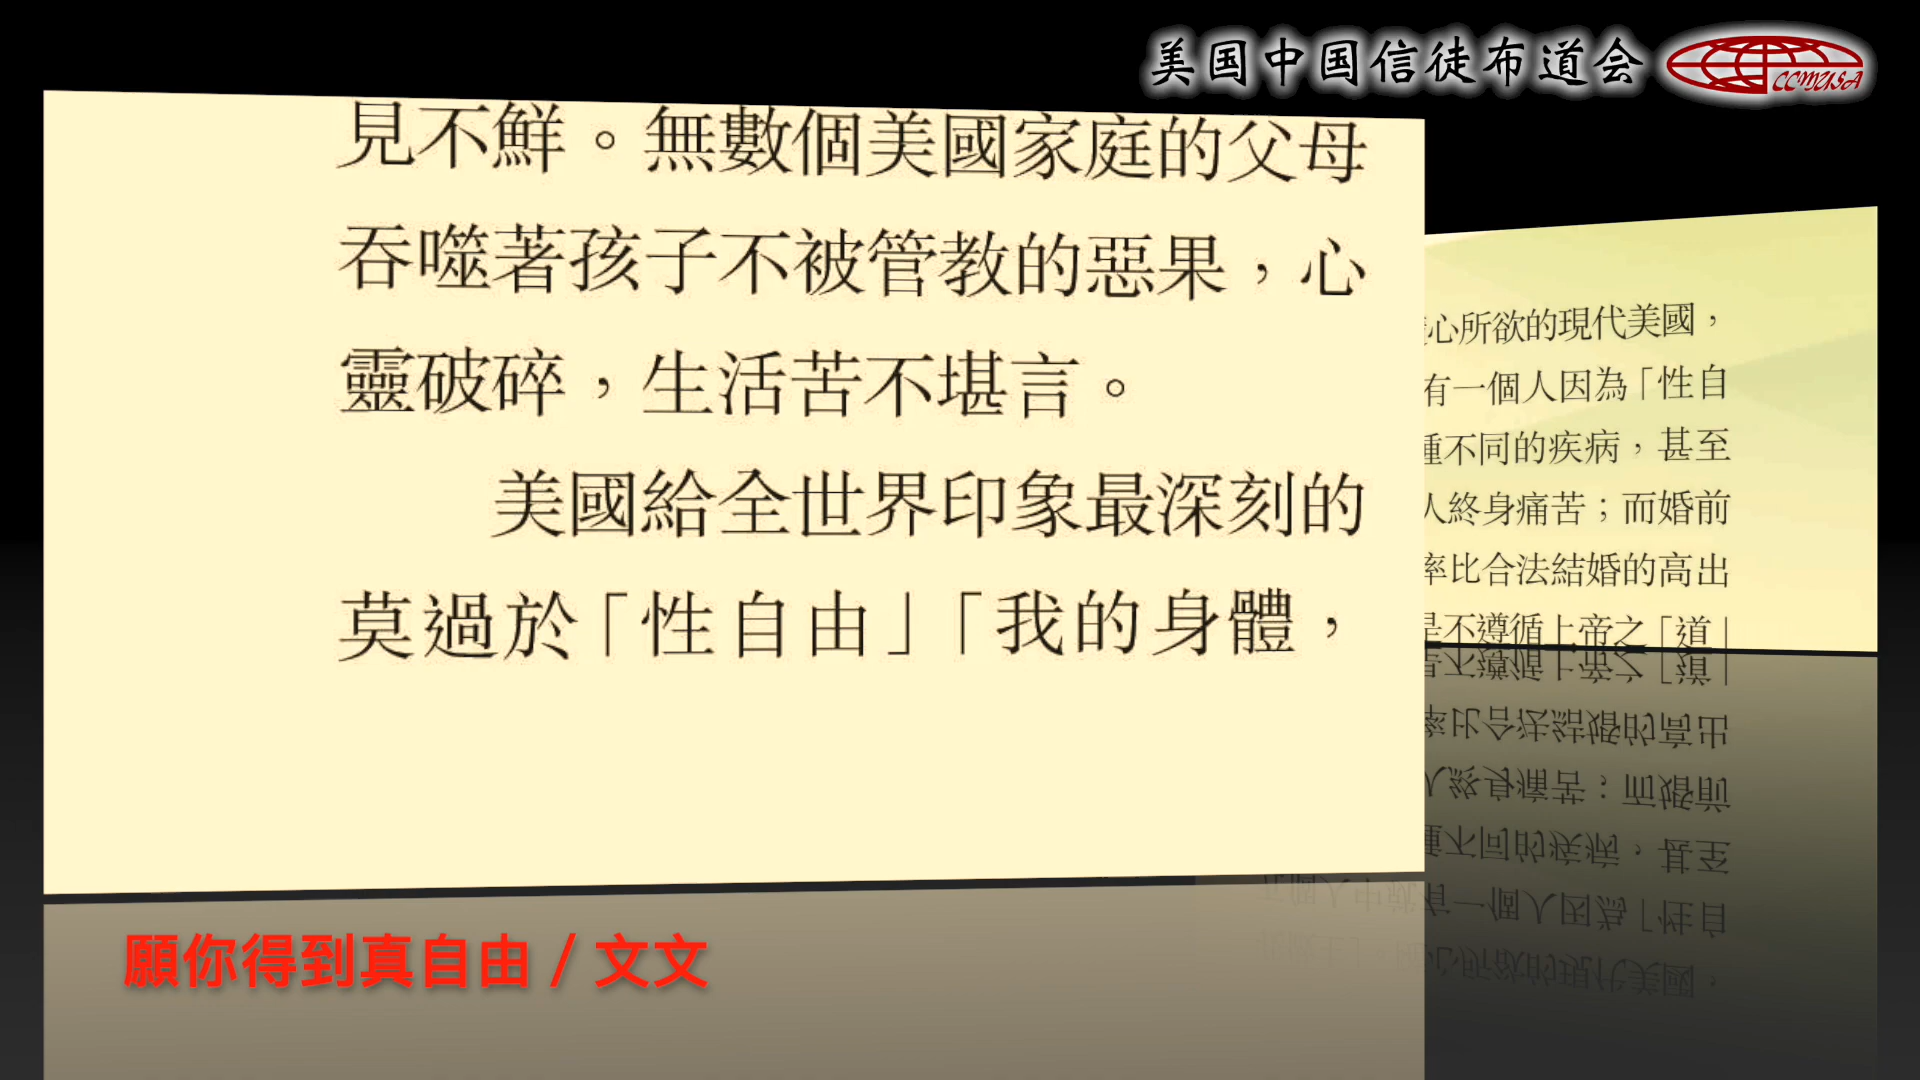 美国中国信徒布道会
CCMUSA
見不鮮。無數個美國家庭的父母
吞噬著孩子不被管教的惡果，心
靈破碎，生活苦不堪言。
美國給全世界印象最深刻的
莫過於「性自由」「我的身體，
心所欲的現代美國，
有一個人因為「性自
種不同的疾病，甚至
人終身痛苦；而婚前
率比合法結婚的高出
是不遵循上帝之「道」
願你得到真自由 / 文文